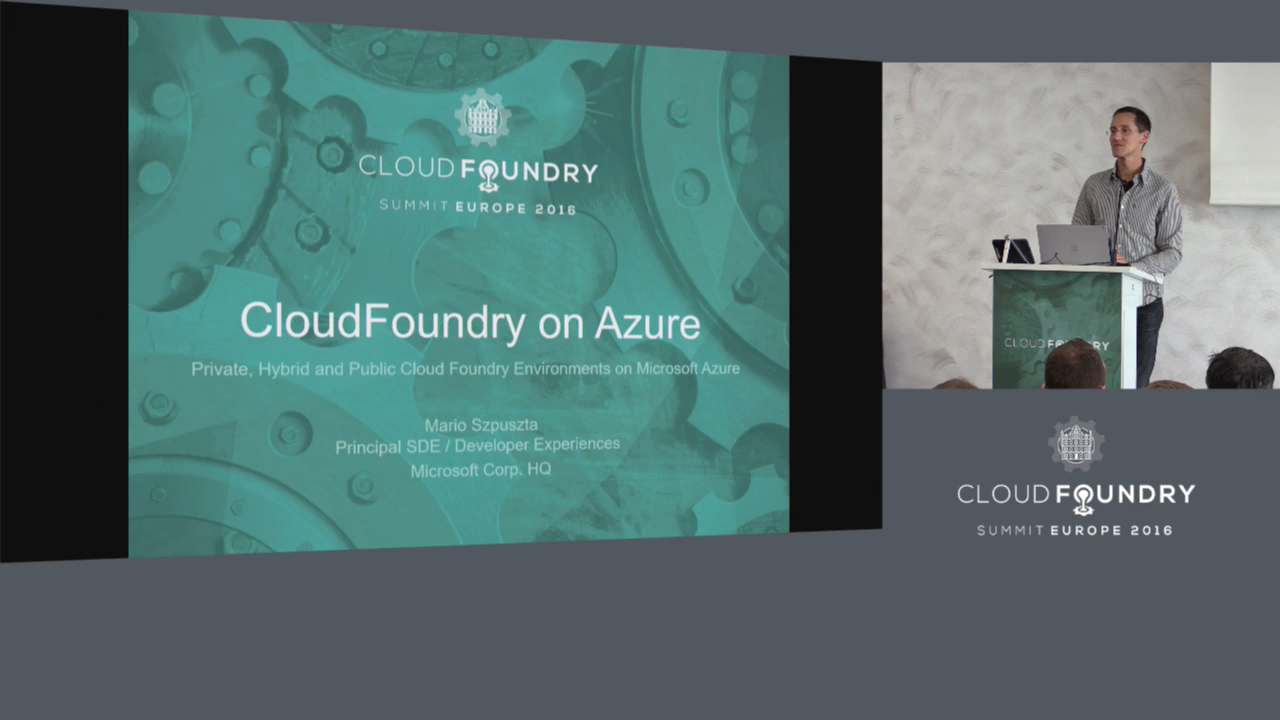 CLOUD FOUNDRY
SUMMIT EUROPE 2016
CloudFoundry on Azure
Private, Hybrid and Public Cloud Foundry Environments on Microsoft Azure
Mario Szpuszta
Principal SDE / Developer Experiences
Microsoft Corp. HQ
CLOUD FOUNDRY
CLOUD FOUNDRY
SUMMIT EUROPE 2016